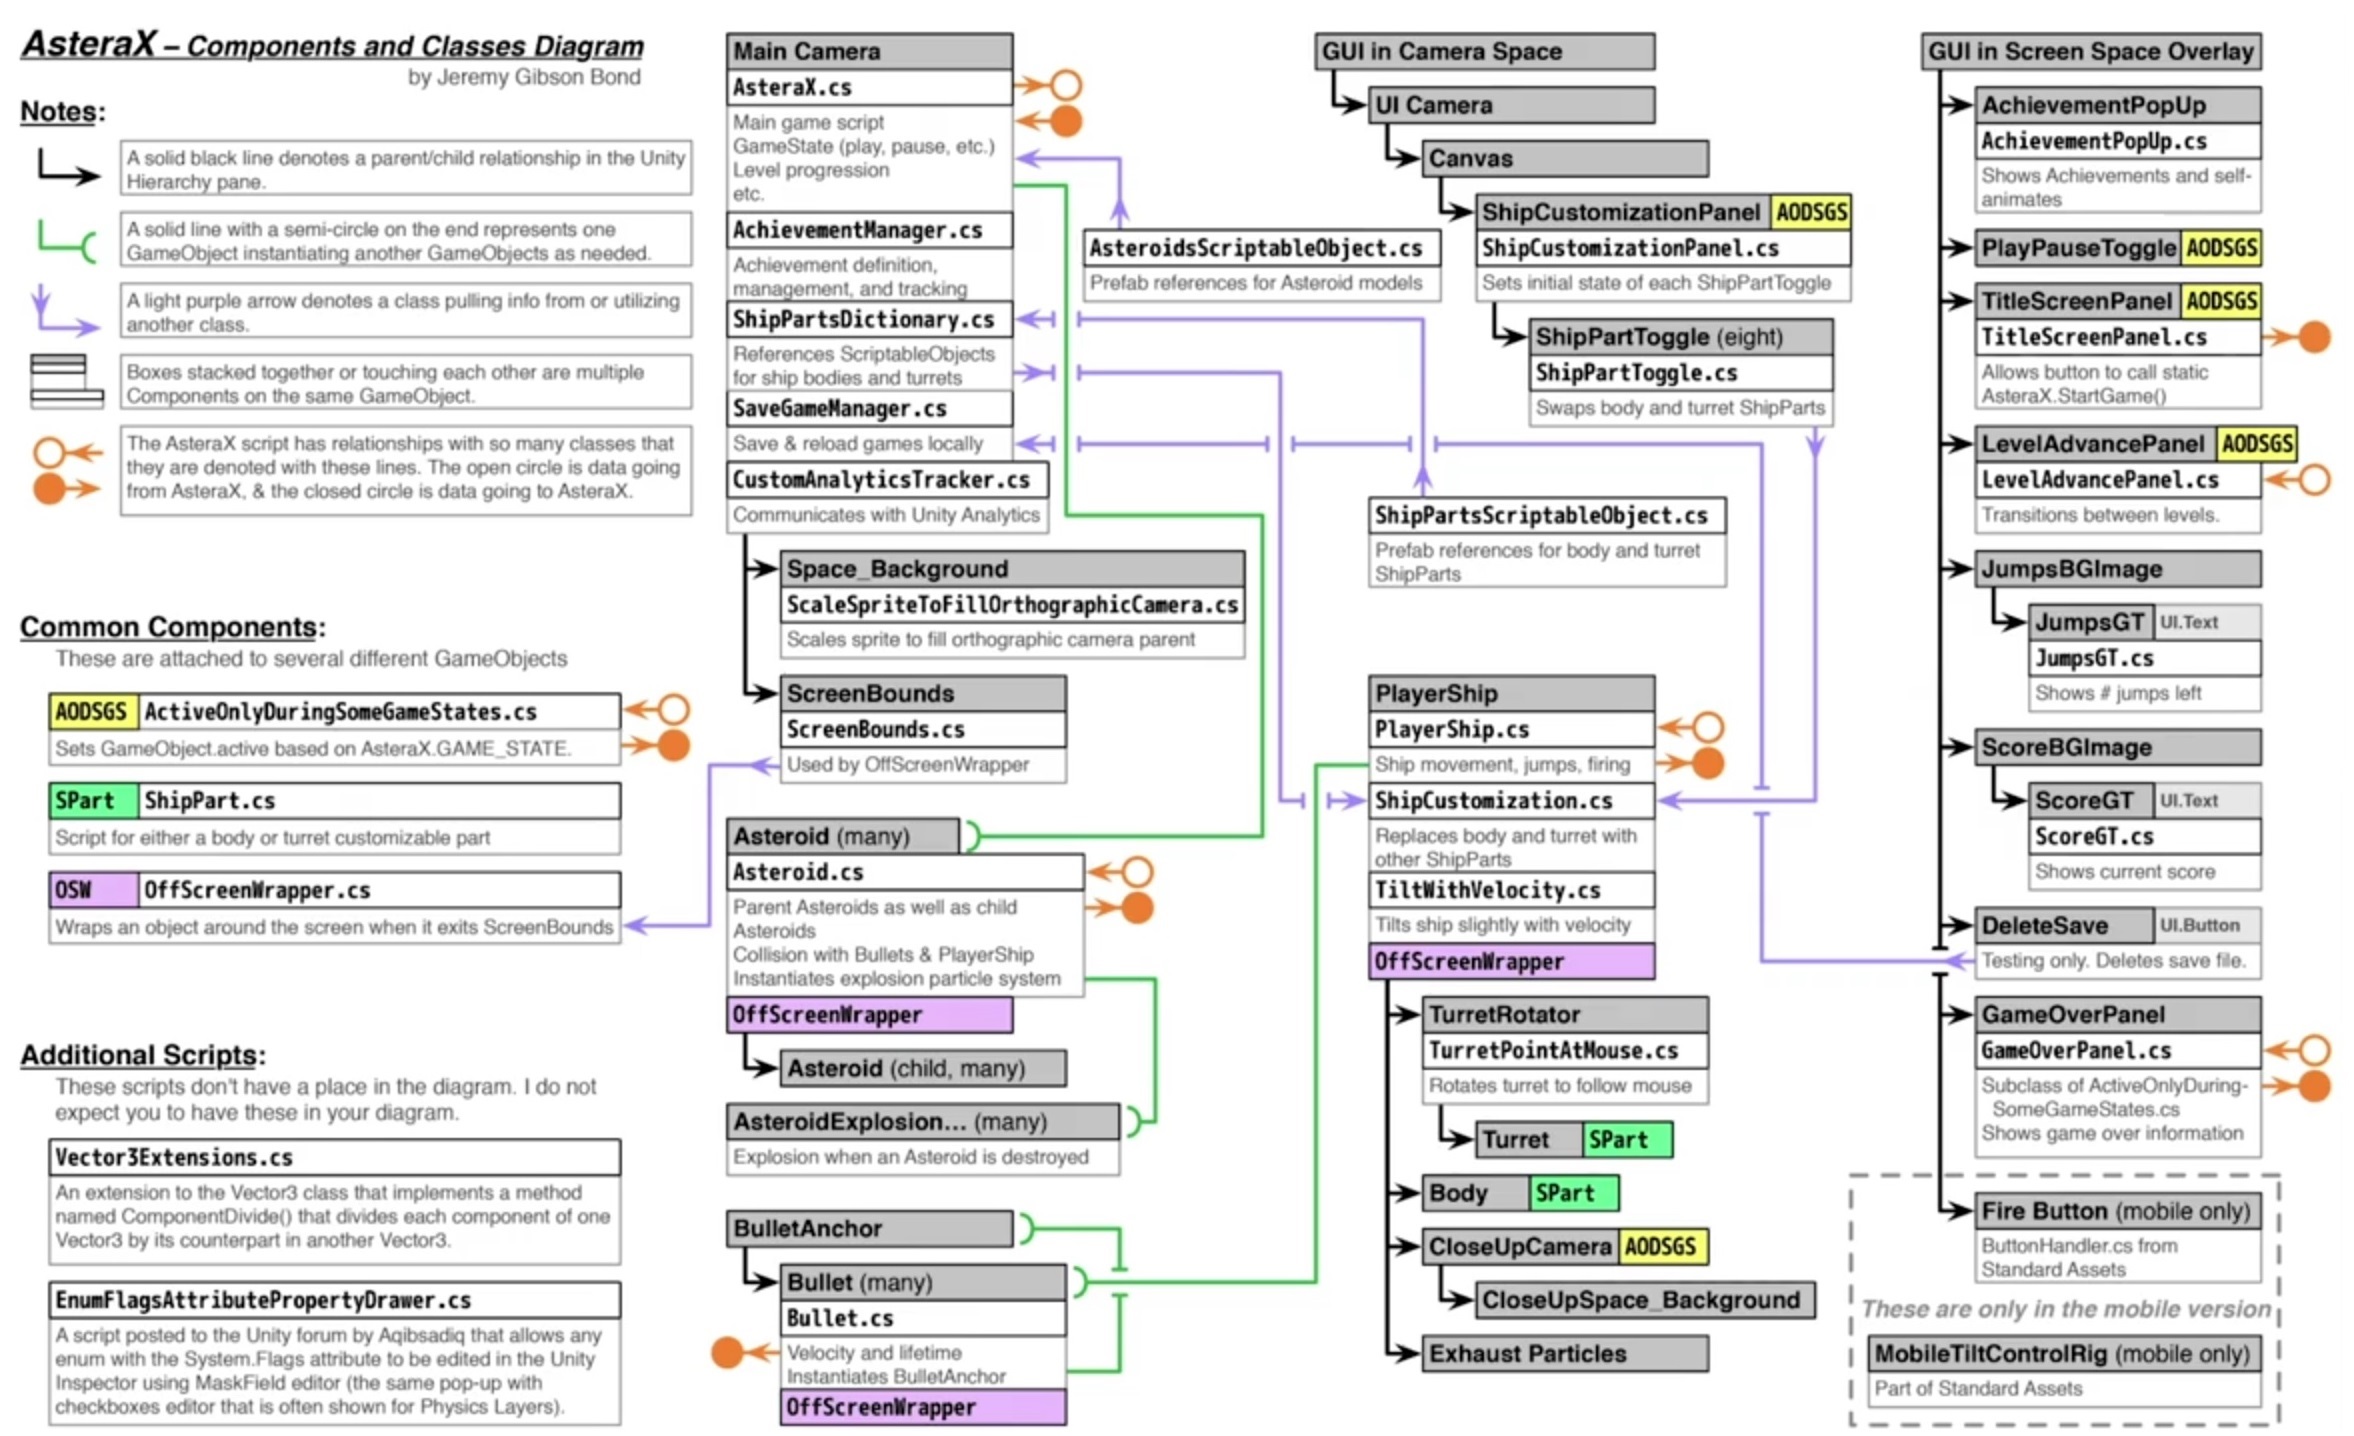 AsteraX – Components and Classes Diagram
by Jeremy Gibson Bond
Notes:
A solid black line denotes a parent/child relationship in the Unity
Hierarchy pane.
A solid line with a semi-circle on the end represents one
GameObject instantiating another GameObjects as needed.
A light purple arrow denotes a class pulling info from or utilizing
another class.
Boxes stacked together or touching each other are multiple
Components on the same GameObject.
The AsteraX script has relationships with so many classes that
they are denoted with these lines. The open circle is data going
from AsteraX, & the closed circle is data going to AsteraX.
Common Components:
These are attached to several different GameObjects
AODSGS ActiveOnlyDuringSomeGameStates.cs
Sets GameObject.active based on AsteraX.GAME_STATE.
SPart ShipPart.cs
Script for either a body or turret customizable part
OSW OffScreenWrapper.cs
Wraps an object around the screen when it exits ScreenBounds
Additional Scripts:
These scripts don't have a place in the diagram. I do not
expect you to have these in your diagram.
Vector3Extensions.cs
An extension to the Vector3 class that implements a method
named ComponentDivide() that divides each component of one
Vector3 by its counterpart in another Vector3.
EnumFlagsAttributePropertyDrawer.cs
A script posted to the Unity forum by Aqibsadiq that allows any
enum with the System.Flags attribute to be edited in the Unity
Inspector using MaskField editor (the same pop-up with
checkboxes editor that is often shown for Physics Layers).
Main Camera
AsteraX.cs
Main game script
GameState (play, pause, etc.)
Level progression
etc.
AchievementManager.cs
Achievement definition,
management, and tracking
ShipPartsDictionary.cs
References ScriptableObjects
for ship bodies and turrets
SaveGameManager.cs
Save & reload games locally
CustomAnalyticsTracker.cs
Communicates with Unity Analytics
Space_Background
ScaleSpriteToFillOrthographicCamera.cs
Scales sprite to fill orthographic camera parent
ScreenBounds
ScreenBounds.cs
Used by OffScreenWrapper
Asteroid (many)
Asteroid.cs
Parent Asteroids as well as child
Asteroids
Collision with Bullets & PlayerShip
Instantiates explosion particle system
OffScreenWrapper
Asteroid (child, many)
AsteroidExplosion... (many)
Explosion when an Asteroid is destroyed
BulletAnchor
Bullet (many)
Bullet.cs
Velocity and lifetime
Instantiates BulletAnchor
OffScreenWrapper
AsteroidsScriptableObject.cs
Prefab references for Asteroid models
GUI in Camera Space
UI Camera
Canvas
ShipCustomizationPanel AODSGS
ShipCustomizationPanel.cs
Sets initial state of each ShipPartToggle
ShipPartToggle (eight)
ShipPartToggle.cs
Swaps body and turret ShipParts
ShipPartsScriptableObject.cs
Prefab references for body and turret
ShipParts
PlayerShip
PlayerShip.cs
Ship movement, jumps, firing
ShipCustomization.cs
Replaces body and turret with
other ShipParts
TiltWithVelocity.cs
Tilts ship slightly with velocity
OffScreenWrapper
TurretRotator
TurretPointAtMouse.cs
Rotates turret to follow mouse
Turret SPart
Body SPart
CloseUpCamera AODSGS
CloseUpSpace_Background
Exhaust Particles
GUI in Screen Space Overlay
AchievementPopUp
AchievementPopUp.cs
Shows Achievements and self-
animates
PlayPauseToggle AODSGS
TitleScreenPanel AODSGS
TitleScreenPanel.cs
Allows button to call static
AsteraX.StartGame()
LevelAdvancePanel AODSGS
LevelAdvancePanel.cs
Transitions between levels.
JumpsBGImage
JumpsGT UI.Text
JumpsGT.cs
Shows # jumps left
ScoreBGImage
ScoreGT UI.Text
ScoreGT.cs
Shows current score
DeleteSave UI.Button
Testing only. Deletes save file.
GameOverPanel
GameOverPanel.cs
Subclass of ActiveOnlyDuring-
SomeGameStates.cs
Shows game over information
Fire Button (mobile only)
ButtonHandler.cs from
Standard Assets
These are only in the mobile version
MobileTiltControlRig (mobile only)
Part of Standard Assets